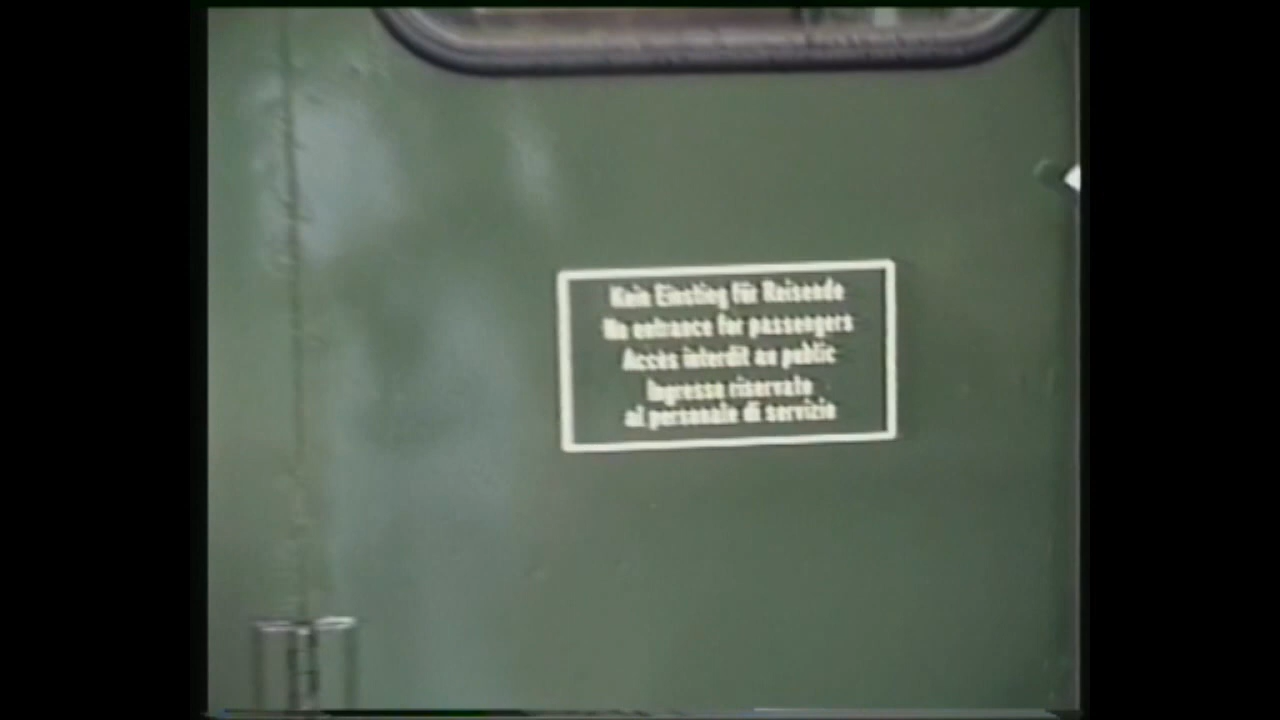 Kein Einstieg für Reisende
No entrance for passengers
Accès interdit au public
Ingresso riservato
al personale di servizio